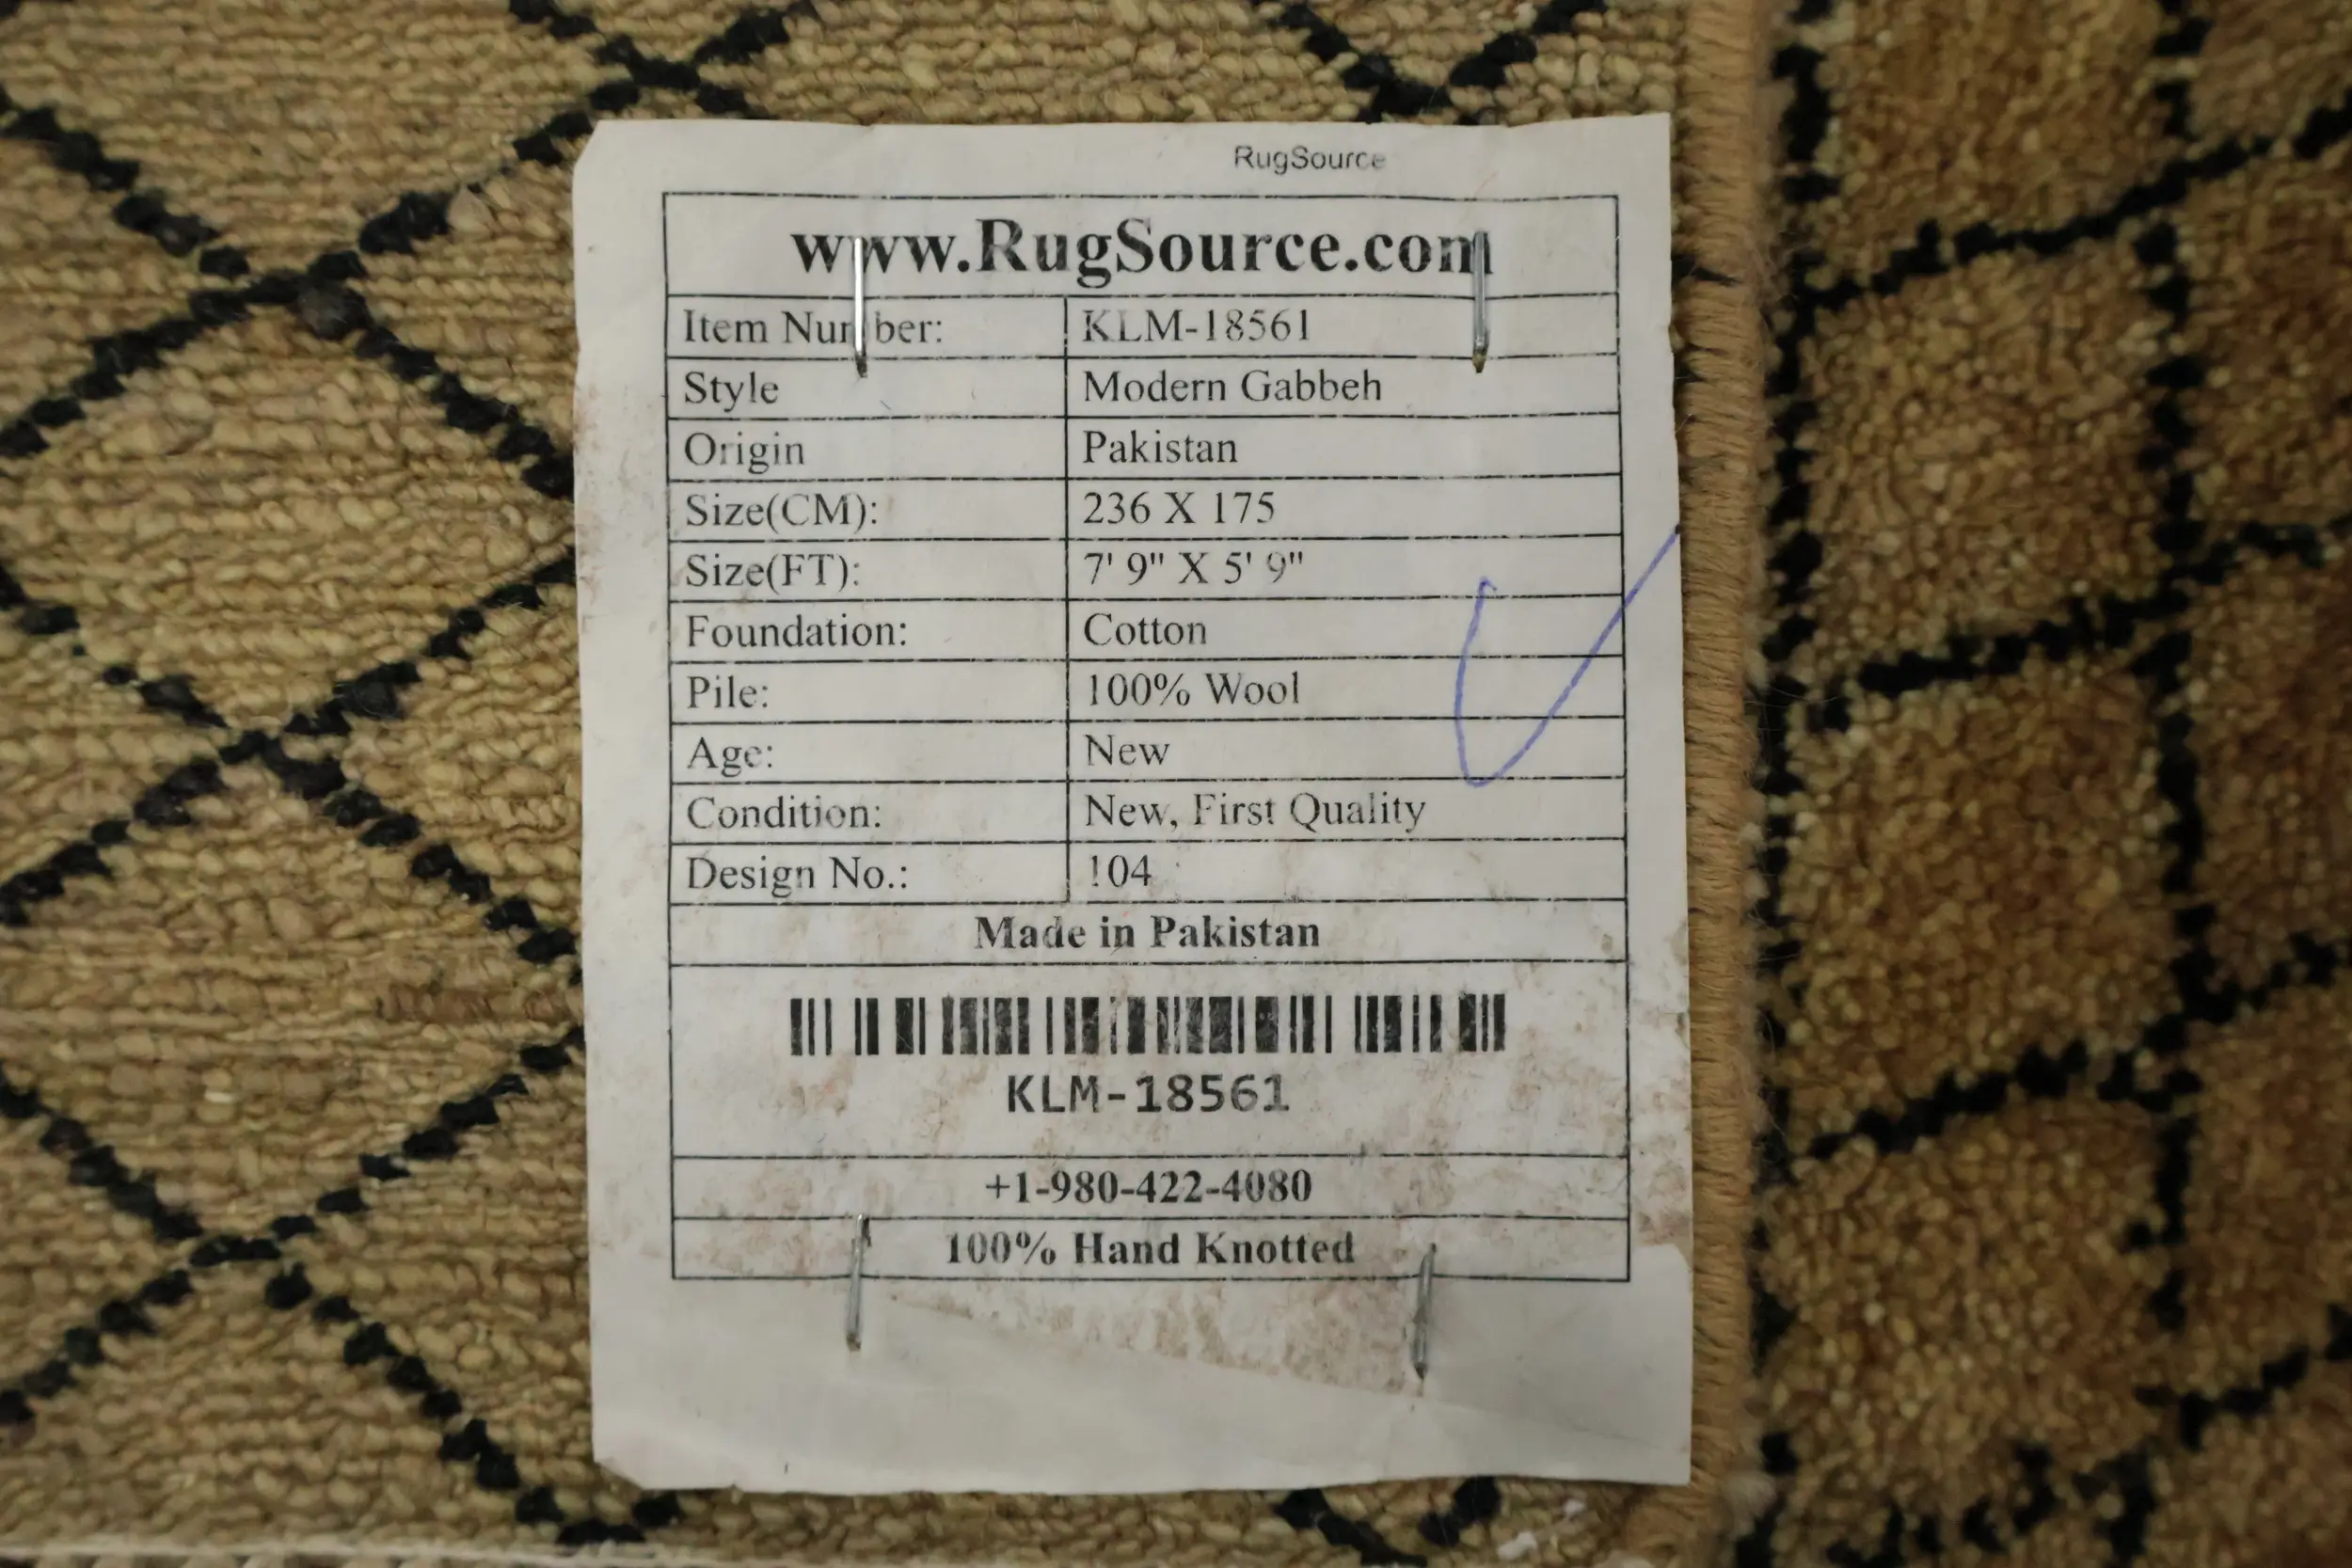 RugSource
www.RugSource.com
Item Number: KLM-18561
Style Modern Gabbeh
Origin Pakistan
Size(CM): 236 X 175
Size(FT): 7' 9" X 5' 9"
Foundation: Cotton
Pile: 100% Wool
Age: New
Condition: New, First Quality
Design No.: 104
Made in Pakistan
KLM-18561
+1-980-422-4080
100% Hand Knotted